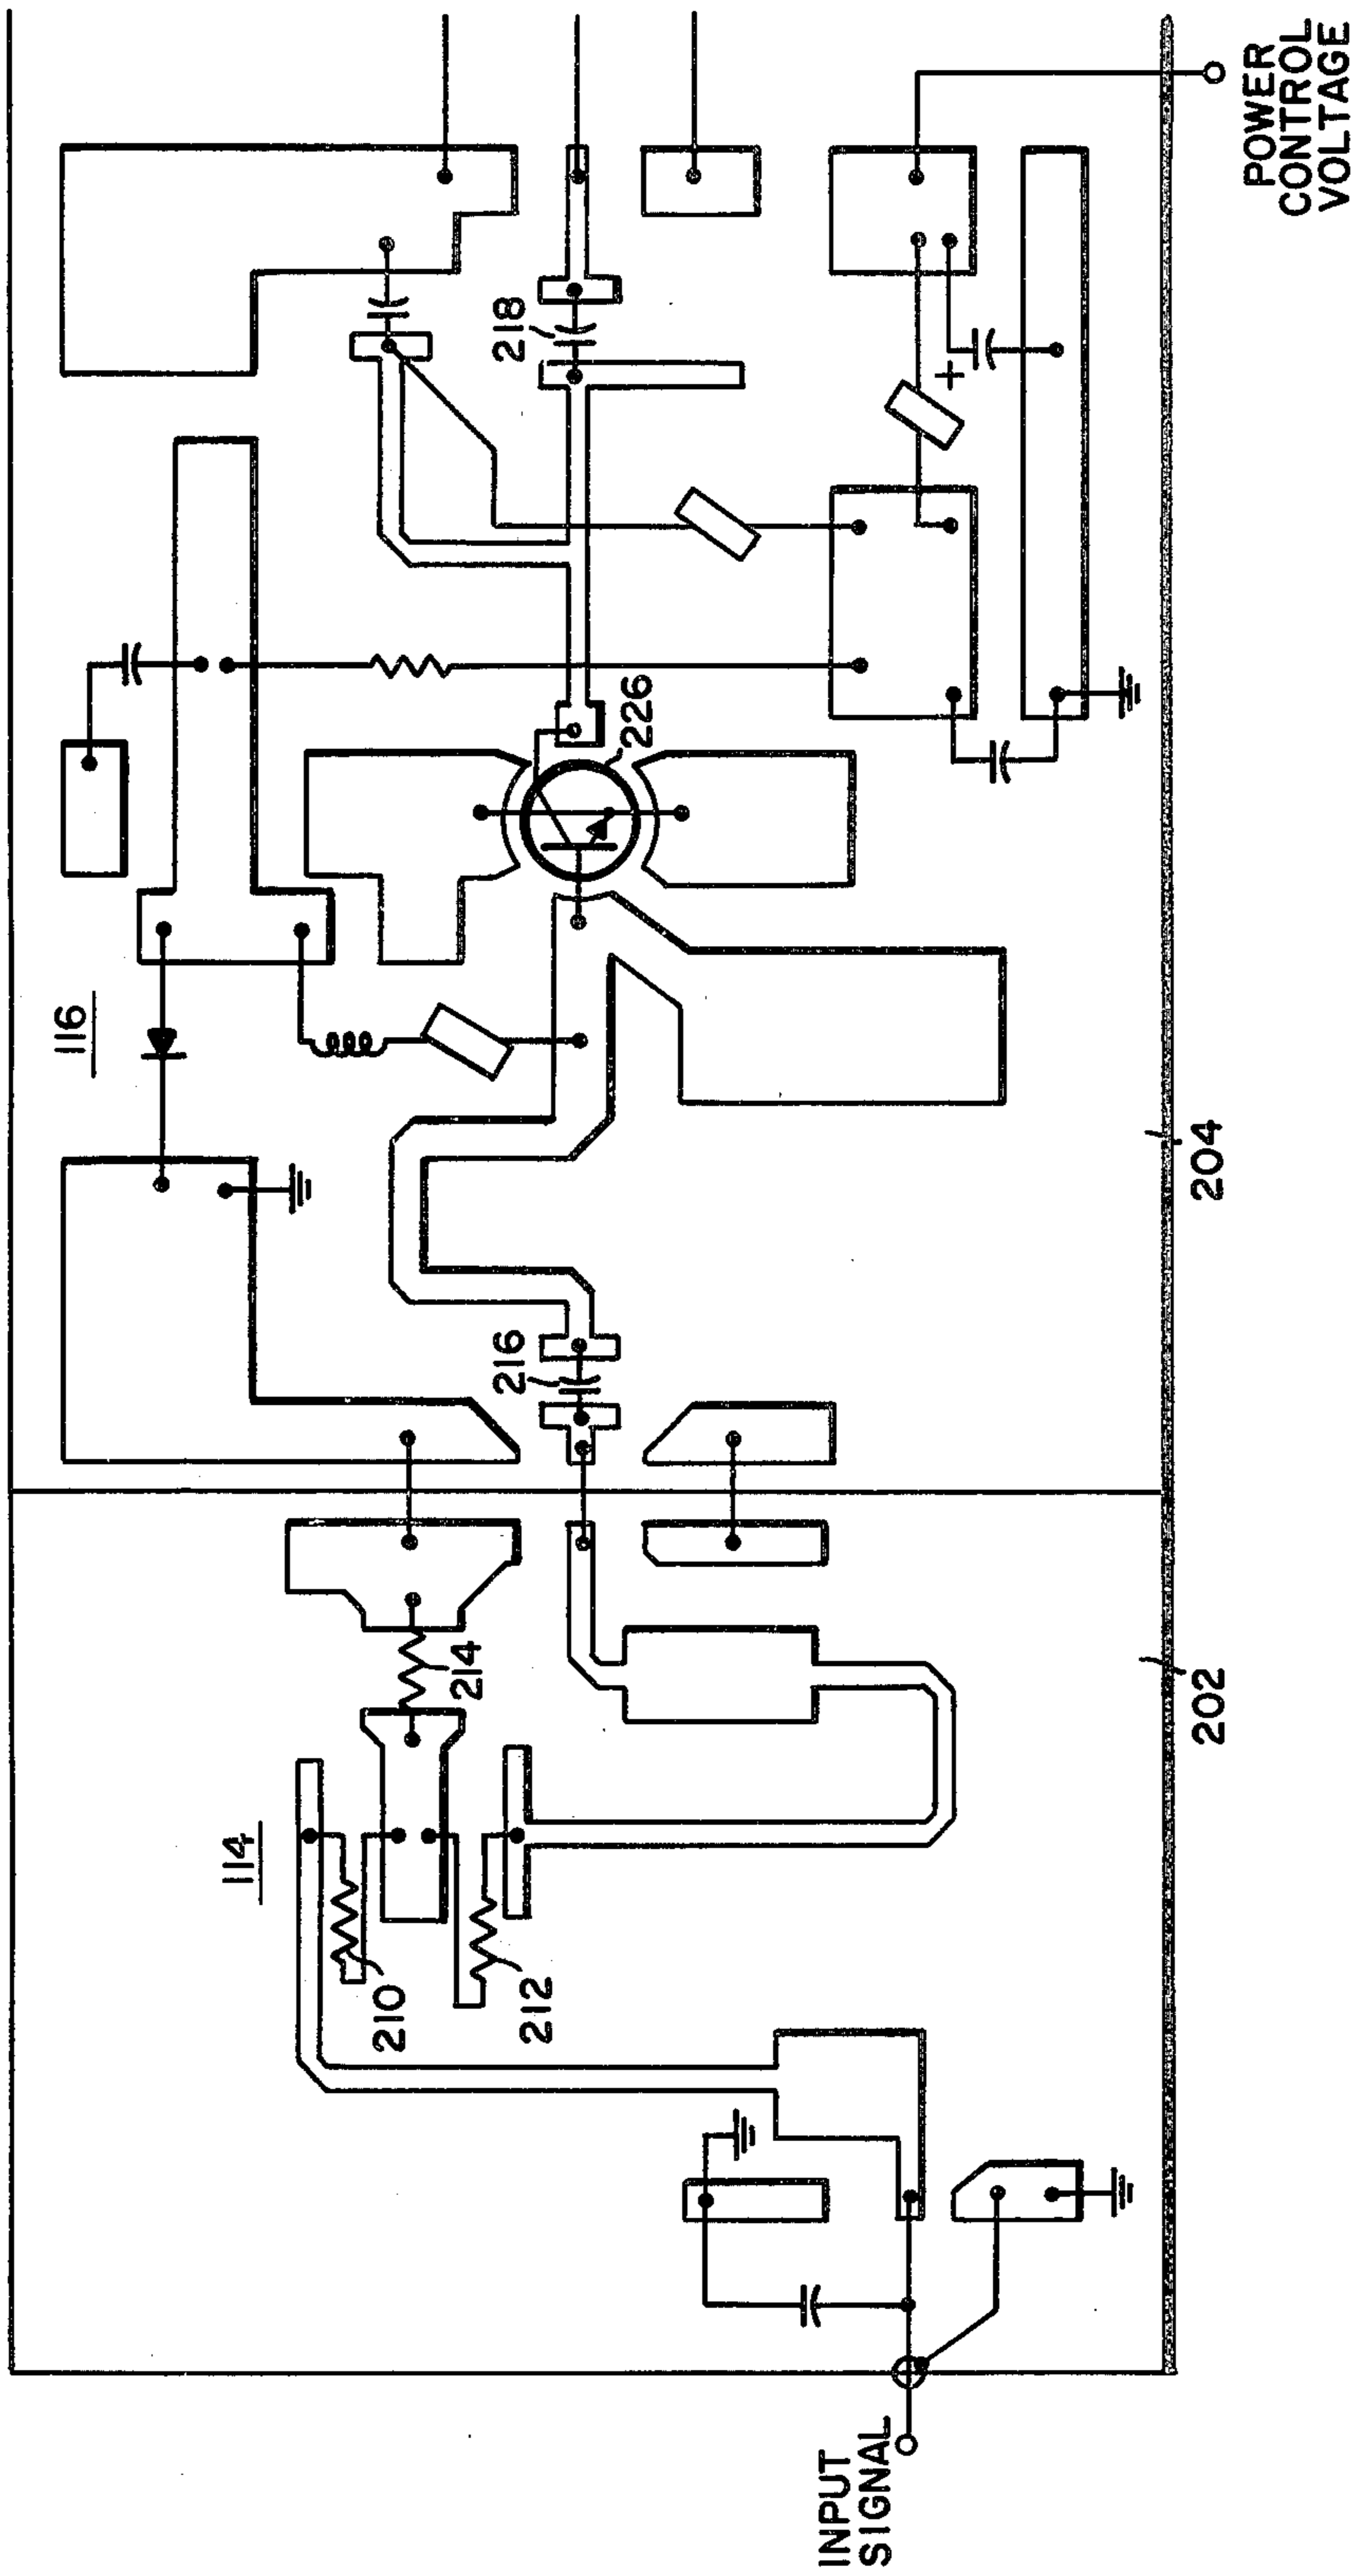 116
114
210
214
216
218
212
226
INPUT
SIGNAL
+
202
204
POWER
CONTROL
VOLTAGE